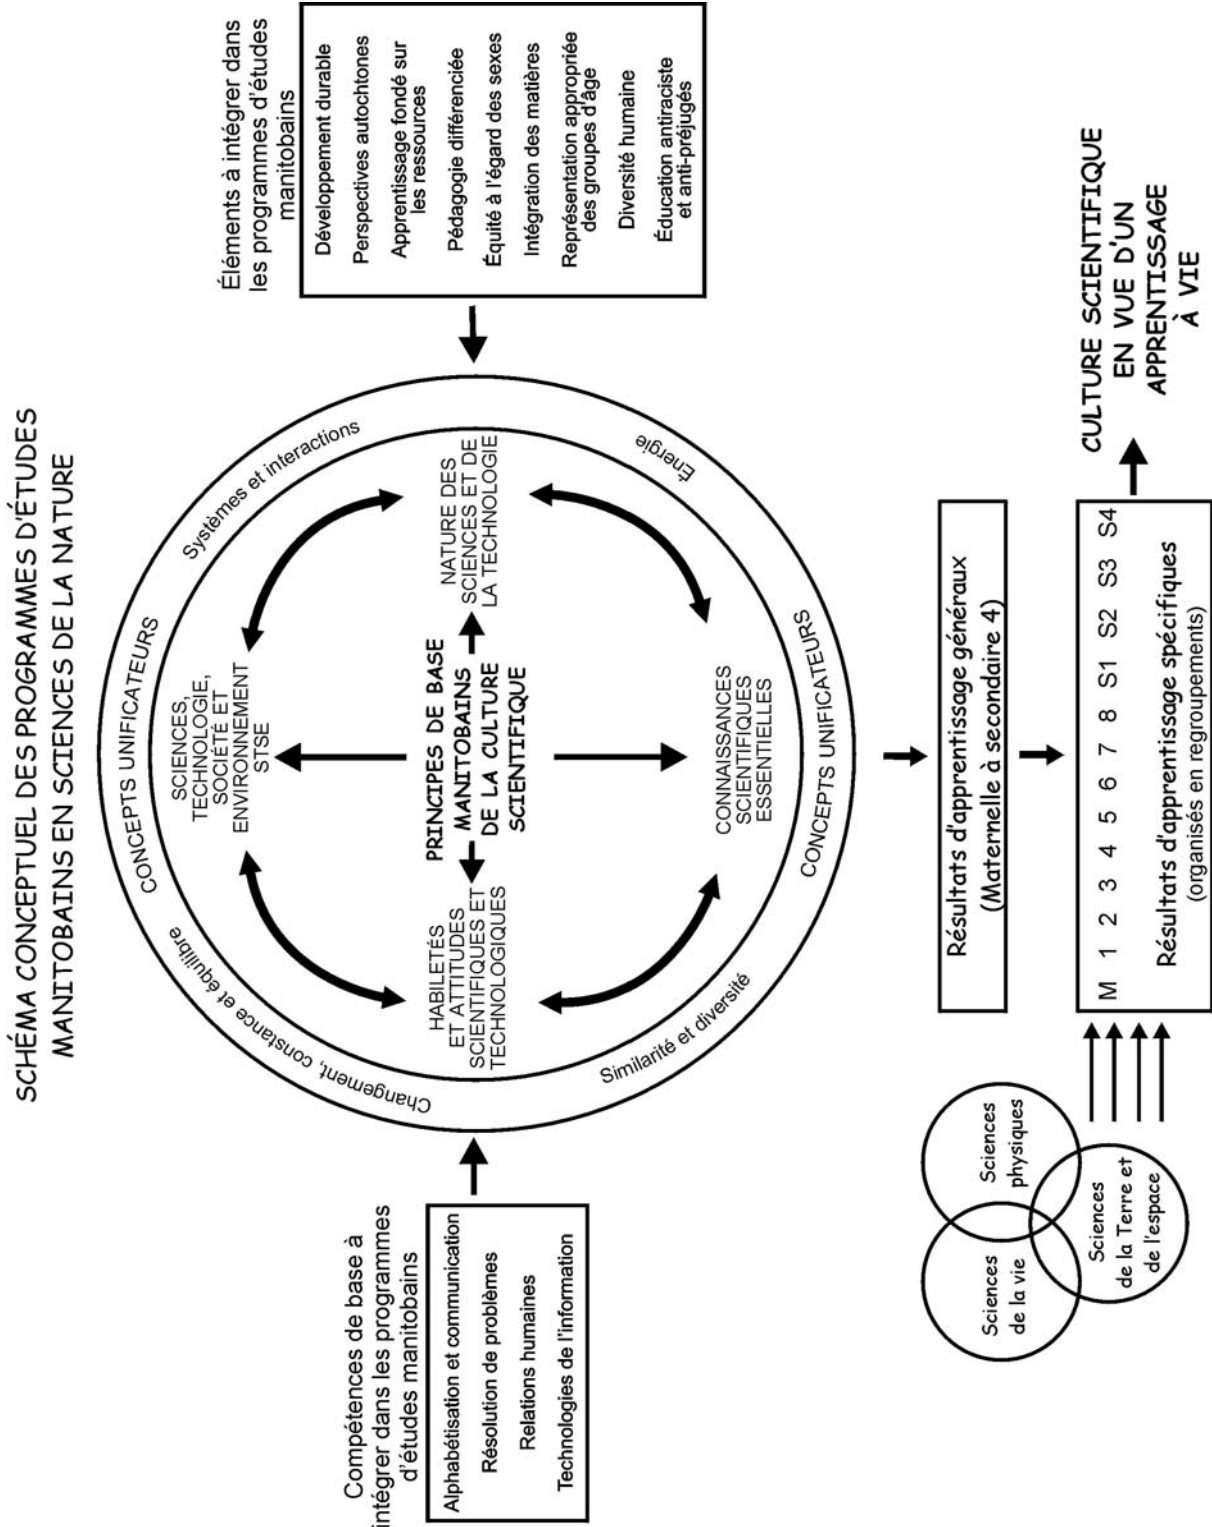 SCHÉMA CONCEPTUEL DES PROGRAMMES D'ÉTUDES
MANITOBAINS EN SCIENCES DE LA NATURE
Compétences de base à
intégrer dans les programmes
d'études manitobains
Alphabétisation et communication
Résolution de problèmes
Relations humaines
Technologies de l'information
CONCEPTS UNIFICATEURS
Changement, constance et équilibre
Systèmes et interactions
SCIENCES,
TECHNOLOGIE,
SOCIÉTÉ ET
ENVIRONNEMENT
STSE
HABILETÉS
ET ATTITUDES
SCIENTIFIQUES ET
TECHNOLOGIQUES
PRINCIPES DE BASE
MANITOBAINS
DE LA CULTURE
SCIENTIFIQUE
NATURE DES
SCIENCES ET DE
LA TECHNOLOGIE
CONNAISSANCES
SCIENTIFIQUES
ESSENTIELLES
Similarité et diversité
Énergie
CONCEPTS UNIFICATEURS
Éléments à intégrer dans
les programmes d'études
manitobains
Développement durable
Perspectives autochtones
Apprentissage fondé sur
les ressources
Pédagogie différenciée
Équité à l'égard des sexes
Intégration des matières
Représentation appropriée
des groupes d'âge
Diversité humaine
Éducation antiraciste
et anti-préjugés
Résultats d'apprentissage généraux
(Maternelle à secondaire 4)
Sciences
de la vie
Sciences
physiques
Sciences
de la Terre et
de l'espace
M 1 2 3 4 5 6 7 8 S1 S2 S3 S4
Résultats d'apprentissage spécifiques
(organisés en regroupements)
CULTURE SCIENTIFIQUE
EN VUE D'UN
APPRENTISSAGE
À VIE